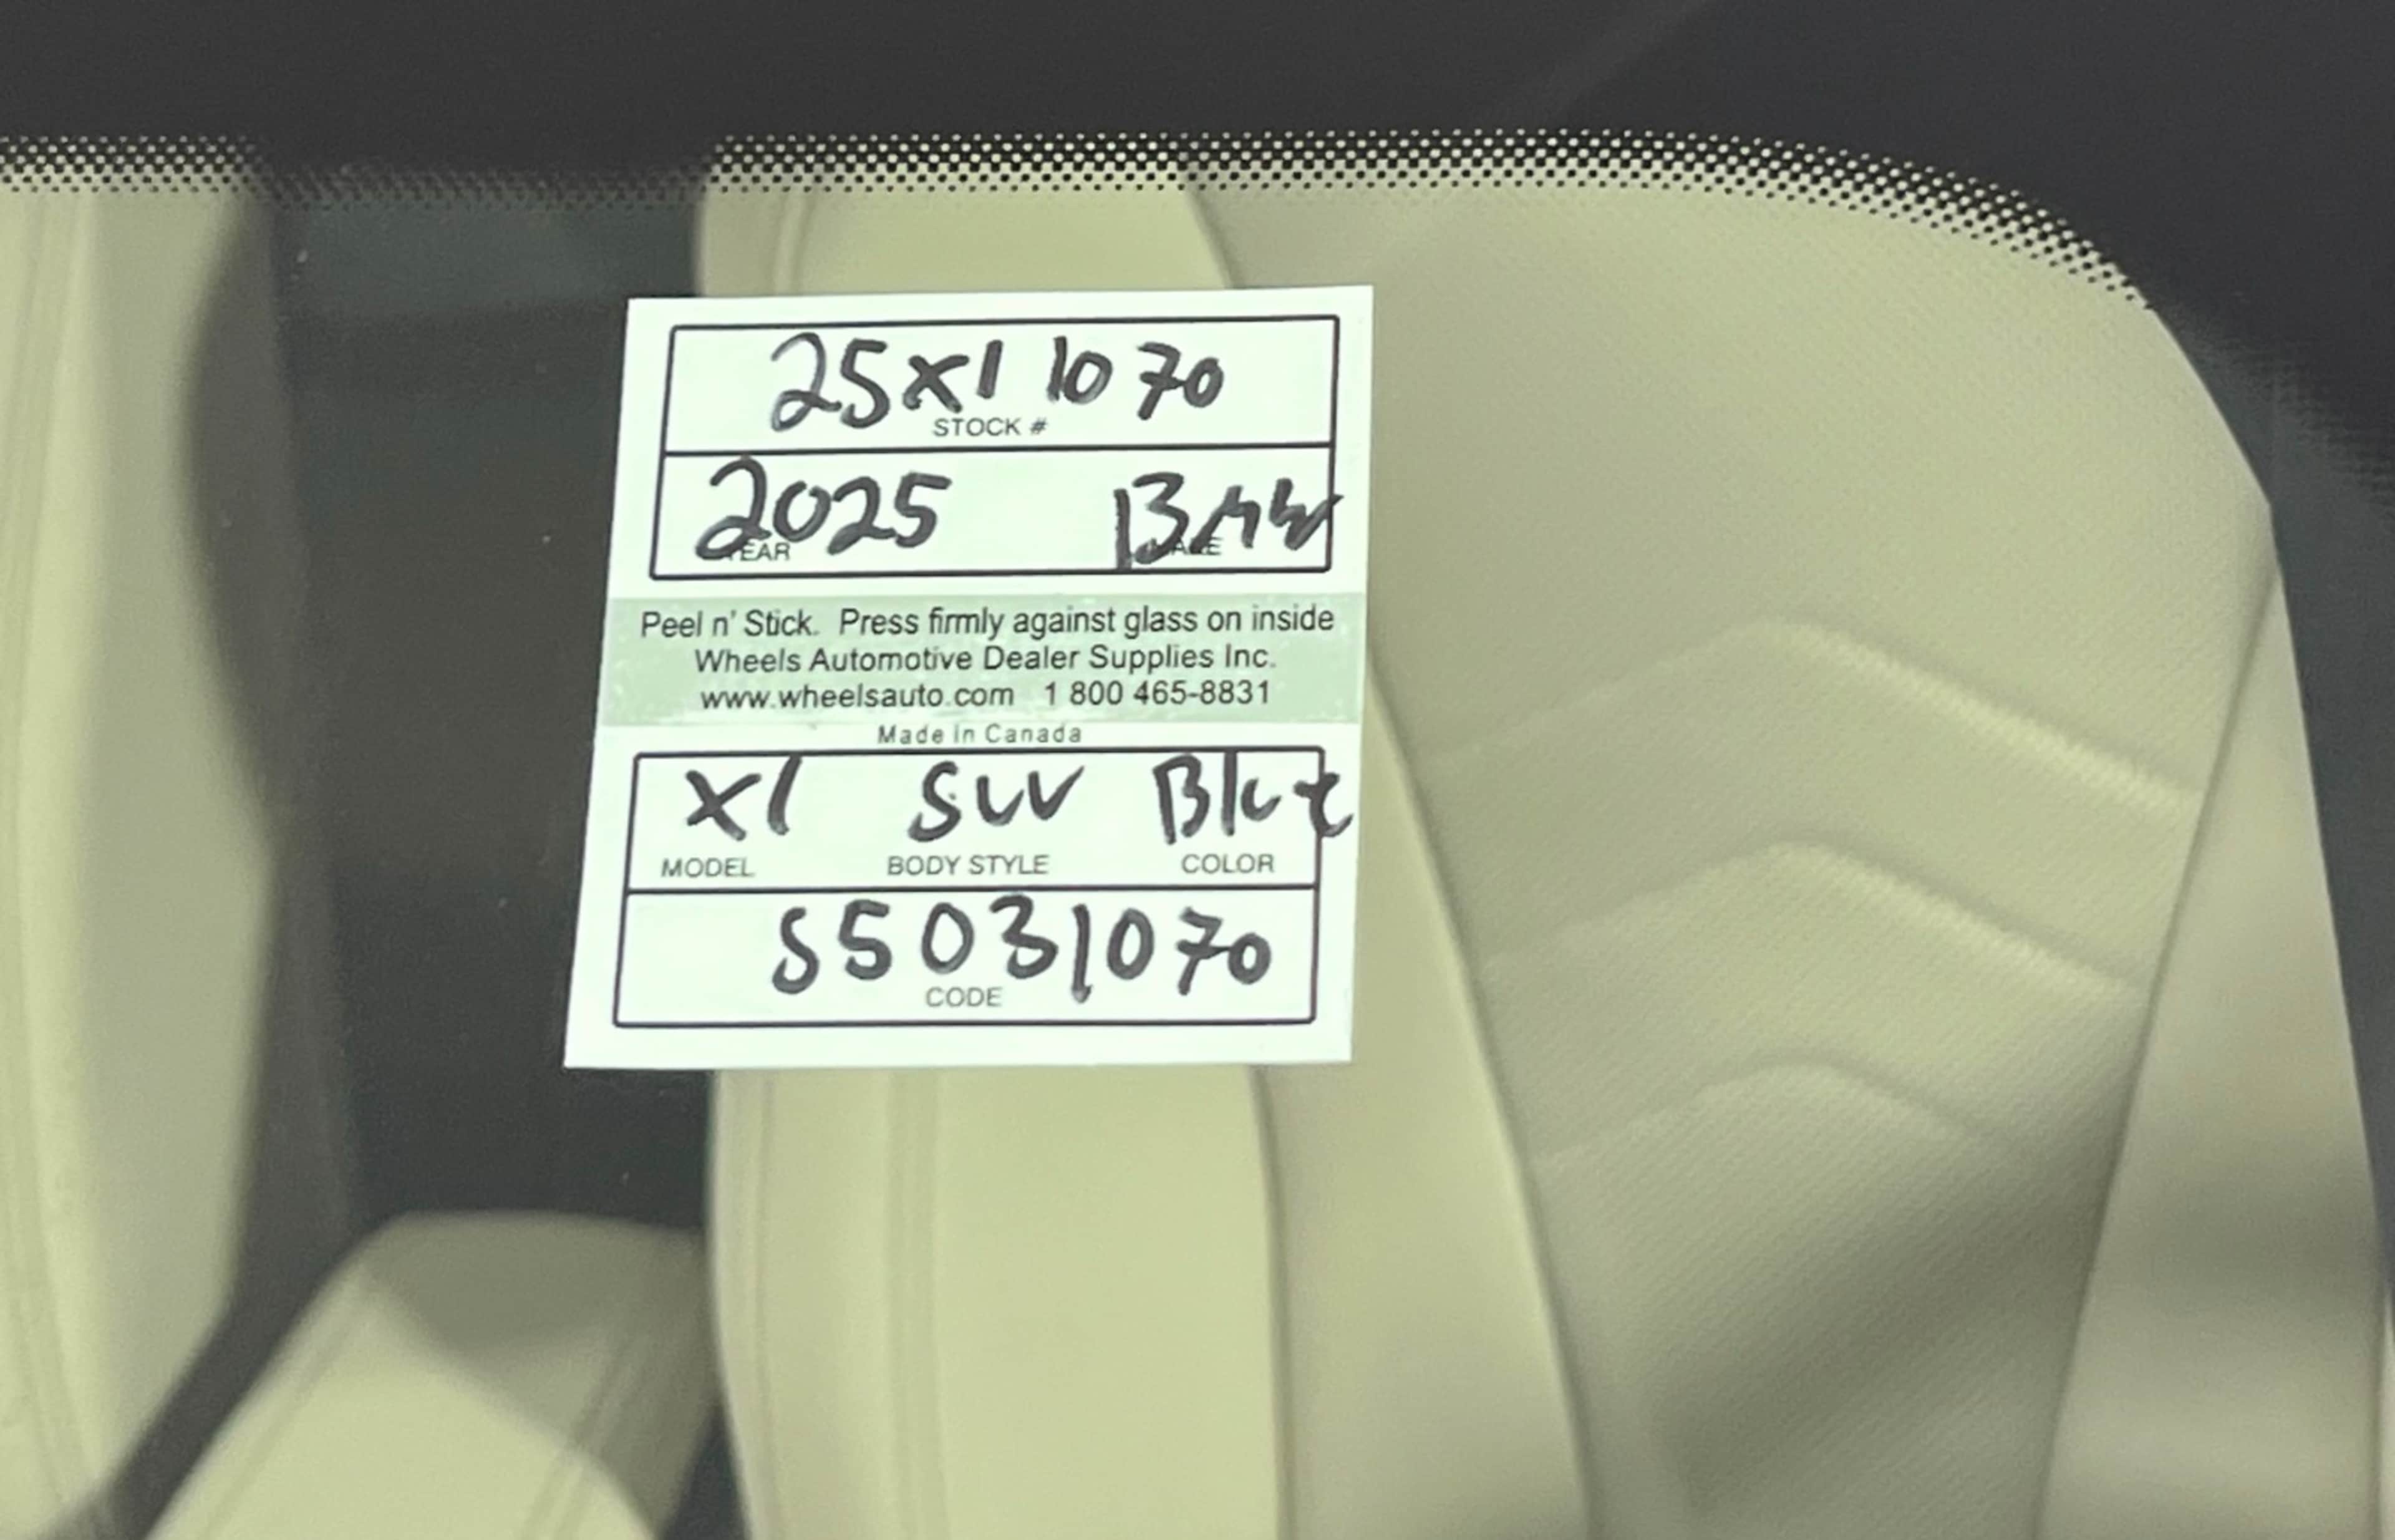 25X11070
STOCK #
2025 BMW
YEAR MAKE
Peel n' Stick. Press firmly against glass on inside
Wheels Automotive Dealer Supplies Inc.
www.wheelsauto.com 1 800 465-8831
Made in Canada
X1 SUV Blue
MODEL BODY STYLE COLOR
S5031070
CODE